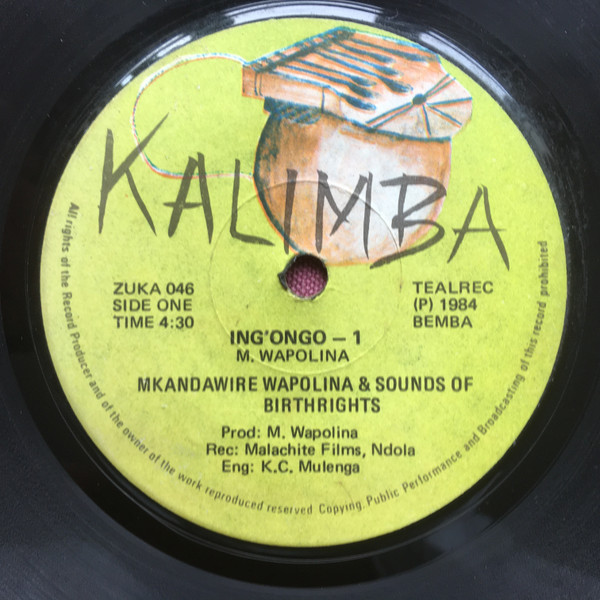 KALIMBA
ZUKA 046
SIDE ONE
TIME 4:30
TEALREC
(P) 1984
BEMBA
ING'ONGO – 1
M. WAPOLINA
MKANDAWIRE WAPOLINA & SOUNDS OF
BIRTHRIGHTS
Prod: M. Wapolina
Rec: Malachite Films, Ndola
Eng: K.C. Mulenga
All rights of the Record Producer and of the owner of the work reproduced reserved Copying. Public Performance and Broadcasting of this record prohibited